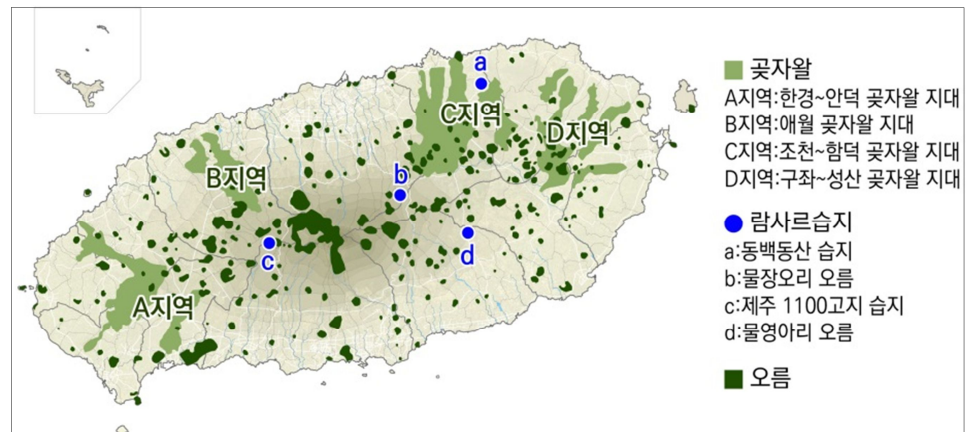 a
C지역
D지역
B지역
b
c
d
A지역
곶자왈
A지역:한경~안덕 곶자왈 지대
B지역:애월 곶자왈 지대
C지역:조천~함덕 곶자왈 지대
D지역:구좌~성산 곶자왈 지대
람사르습지
a:동백동산 습지
b:물장오리 오름
c:제주 1100고지 습지
d:물영아리 오름
오름